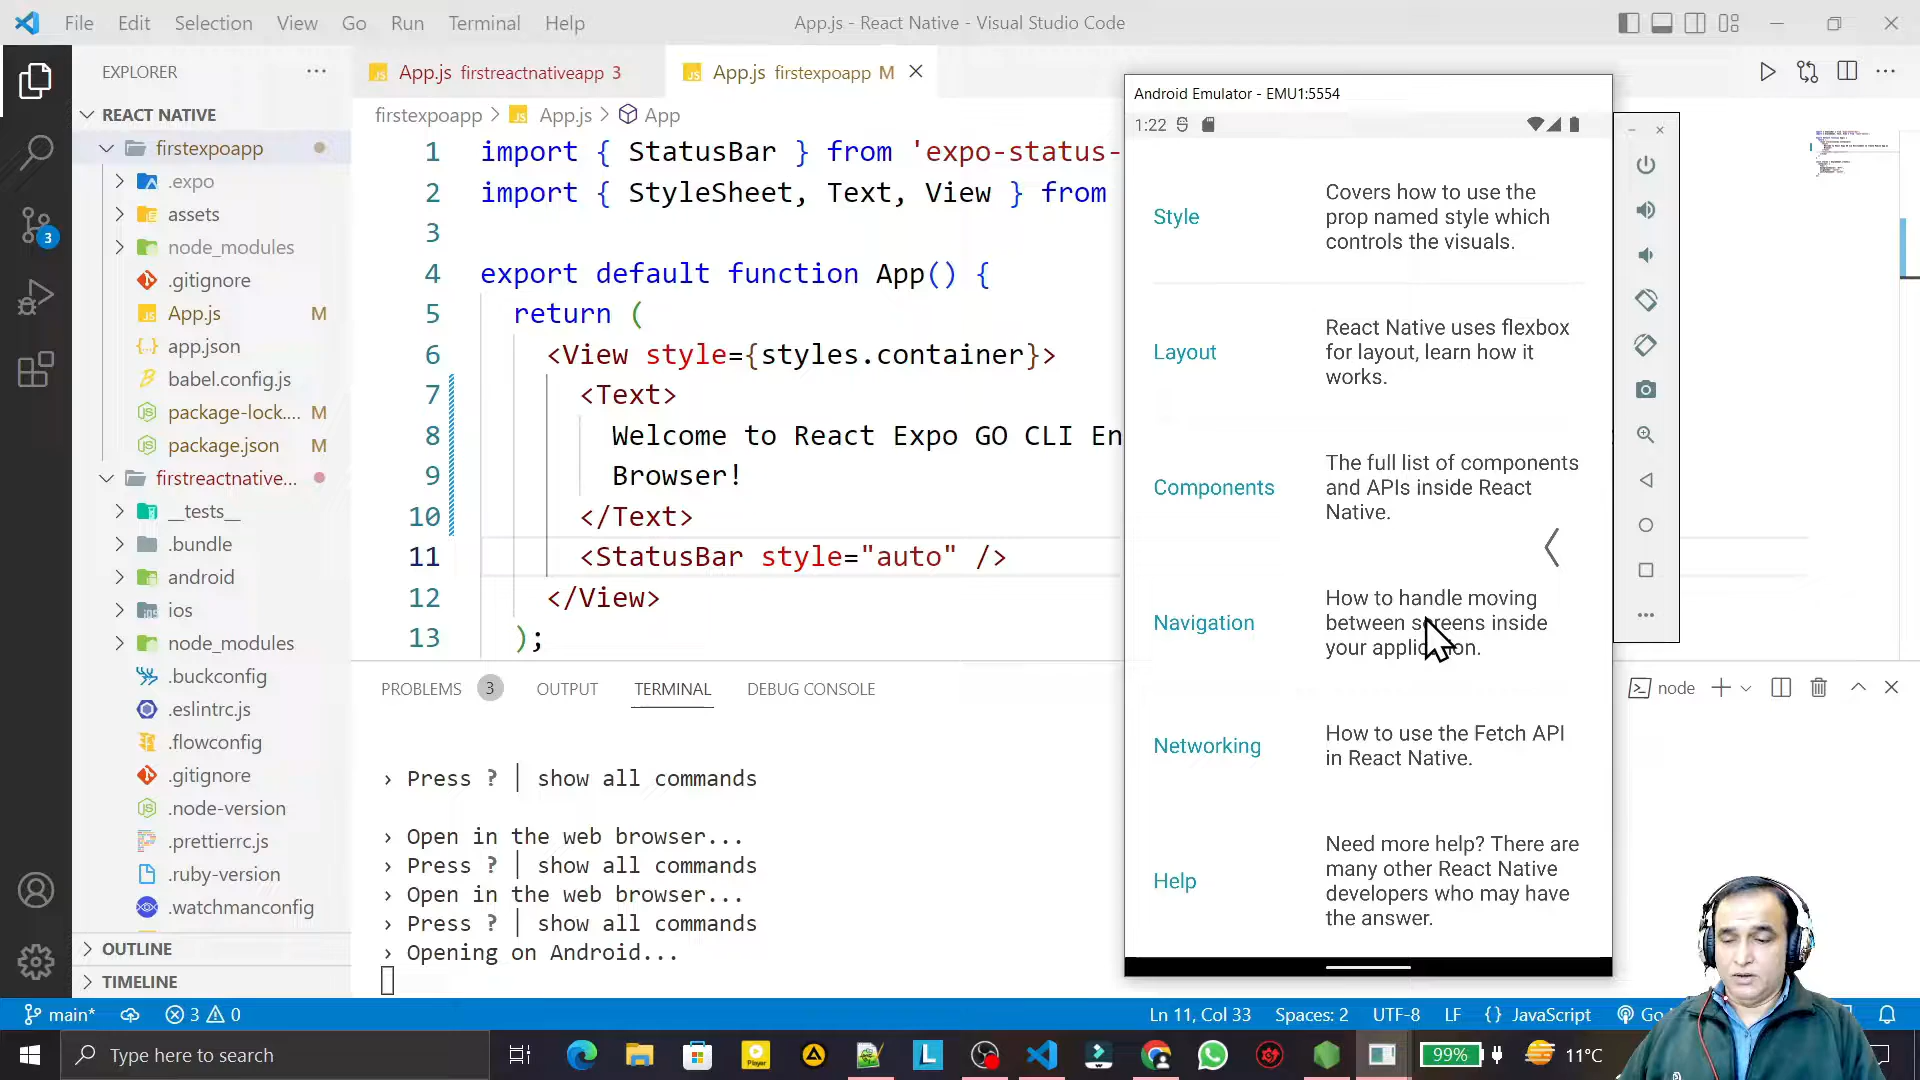 File Edit Selection View Go Run Terminal Help
App.js - React Native - Visual Studio Code
EXPLORER
REACT NATIVE
firstexpoapp
.expo
assets
node_modules
.gitignore
App.js M
app.json
babel.config.js
package-lock.... M
package.json M
firstreactnative...
__tests__
.bundle
android
ios
node_modules
.buckconfig
.eslintrc.js
.flowconfig
.gitignore
.node-version
.prettierrc.js
.ruby-version
.watchmanconfig
OUTLINE
TIMELINE
App.js firstreactnativeapp 3
App.js firstexpoapp M
firstexpoapp > App.js > App
1 import { StatusBar } from 'expo-status-
2 import { StyleSheet, Text, View } from
3
4 export default function App() {
5 return (
6 <View style={styles.container}>
7 <Text>
8 Welcome to React Expo GO CLI En
9 Browser!
10 </Text>
11 <StatusBar style="auto" />
12 </View>
13 );
PROBLEMS 3 OUTPUT TERMINAL DEBUG CONSOLE
node
› Press ? │ show all commands
› Open in the web browser...
› Press ? │ show all commands
› Open in the web browser...
› Press ? │ show all commands
› Opening on Android...
Android Emulator - EMU1:5554
1:22
Style
Covers how to use the
prop named style which
controls the visuals.
Layout
React Native uses flexbox
for layout, learn how it
works.
Components
The full list of components
and APIs inside React
Native.
Navigation
How to handle moving
between screens inside
your application.
Networking
How to use the Fetch API
in React Native.
Help
Need more help? There are
many other React Native
developers who may have
the answer.
main* 3 0
Ln 11, Col 33 Spaces: 2 UTF-8 LF {} JavaScript Go
Type here to search
Player
L
99%
11°C